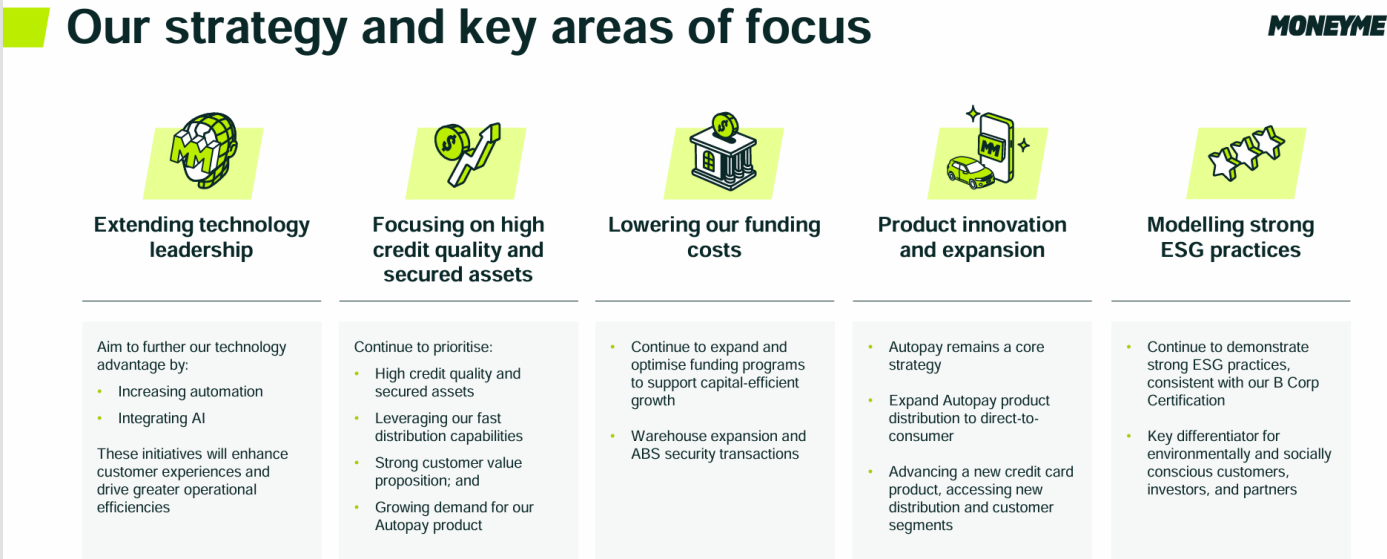 Our strategy and key areas of focus
MONEYME
Extending technology
leadership
Aim to further our technology
advantage by:
• Increasing automation
• Integrating AI
These initiatives will enhance
customer experiences and
drive greater operational
efficiencies
Focusing on high
credit quality and
secured assets
Continue to prioritise:
• High credit quality and
secured assets
• Leveraging our fast
distribution capabilities
• Strong customer value
proposition; and
• Growing demand for our
Autopay product
Lowering our funding
costs
• Continue to expand and
optimise funding programs
to support capital-efficient
growth
• Warehouse expansion and
ABS security transactions
MM
Product innovation
and expansion
• Autopay remains a core
strategy
• Expand Autopay product
distribution to direct-to-
consumer
• Advancing a new credit card
product, accessing new
distribution and customer
segments
Modelling strong
ESG practices
• Continue to demonstrate
strong ESG practices,
consistent with our B Corp
Certification
• Key differentiator for
environmentally and socially
conscious customers,
investors, and partners